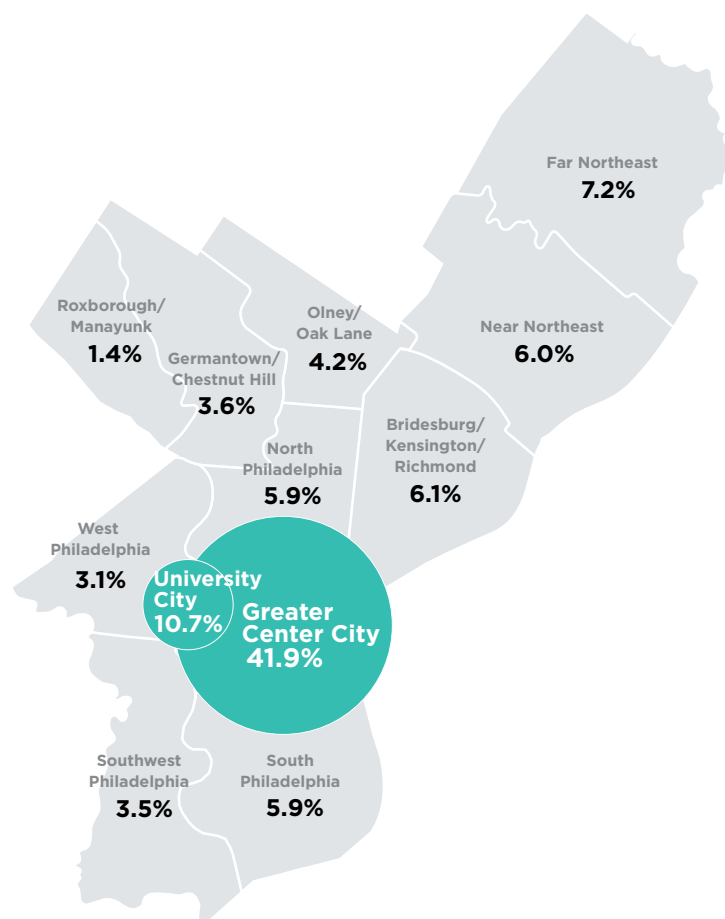 Far Northeast
7.2%
Roxborough/
Manayunk
1.4%
Olney/
Oak Lane
4.2%
Near Northeast
6.0%
Germantown/
Chestnut Hill
3.6%
Bridesburg/
Kensington/
Richmond
6.1%
North
Philadelphia
5.9%
West
Philadelphia
3.1%
University
City
10.7%
Greater
Center City
41.9%
Southwest
Philadelphia
3.5%
South
Philadelphia
5.9%